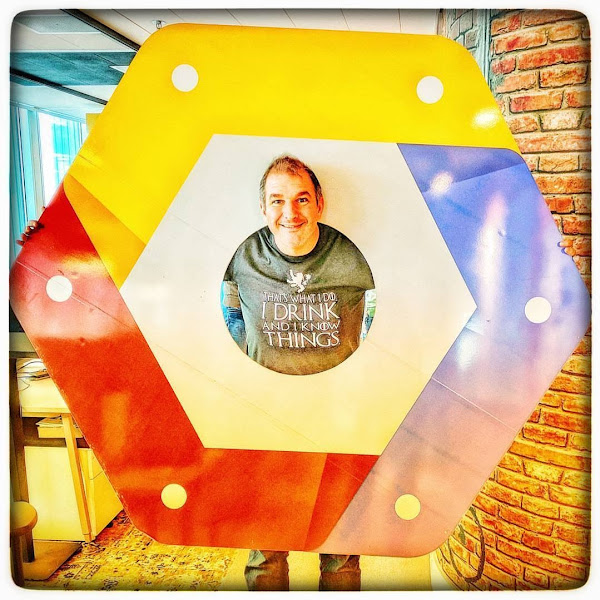 THAT'S WHAT I DO,
I DRINK
AND I KNOW
THINGS